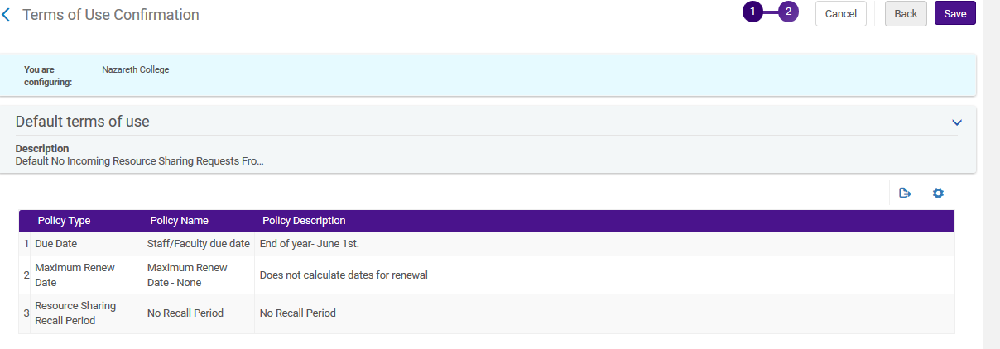 Terms of Use Confirmation
1
2
Cancel
Back
Save
You are
configuring:
Nazareth College
Default terms of use
Description
Default No Incoming Resource Sharing Requests Fro...
Policy Type Policy Name Policy Description
1 Due Date Staff/Faculty due date End of year- June 1st.
2 Maximum Renew
Date
Maximum Renew
Date - None
Does not calculate dates for renewal
3 Resource Sharing
Recall Period
No Recall Period
No Recall Period